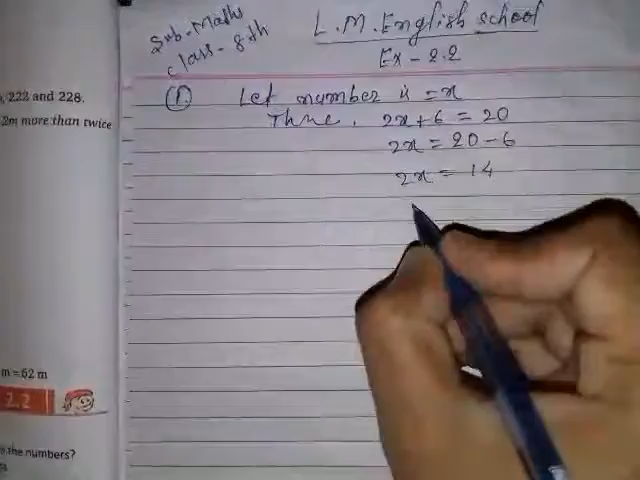 Sub-Maths
Class-8th
L.M.English school
Ex-2.2
222 and 228.
2m more than twice
① Let number is = x
2x+6=20
2x=20-6
2x=14
m=62 m
2.2
the numbers?